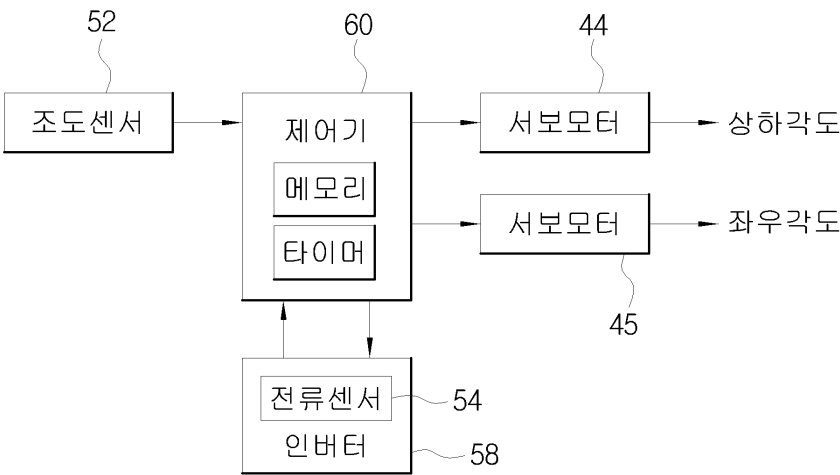 52
60
44
조도센서
제어기
서보모터
상하각도
메모리
타이머
서보모터
좌우각도
45
전류센서
54
인버터
58